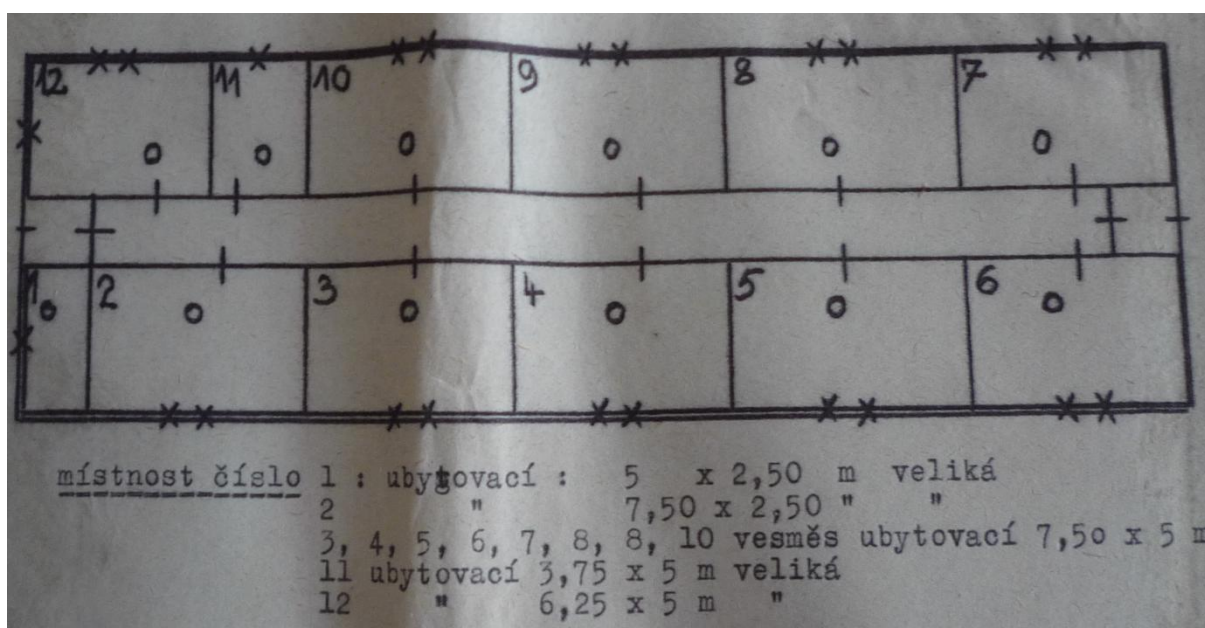 12 11 10 9 8 7
1 2 3 4 5 6
místnost číslo 1 : ubytovací : 5 x 2,50 m veliká
2 " 7,50 x 2,50 " "
3, 4, 5, 6, 7, 8, 8, 10 vesměs ubytovací 7,50 x 5 m
11 ubytovací 3,75 x 5 m veliká
12 " 6,25 x 5 m "